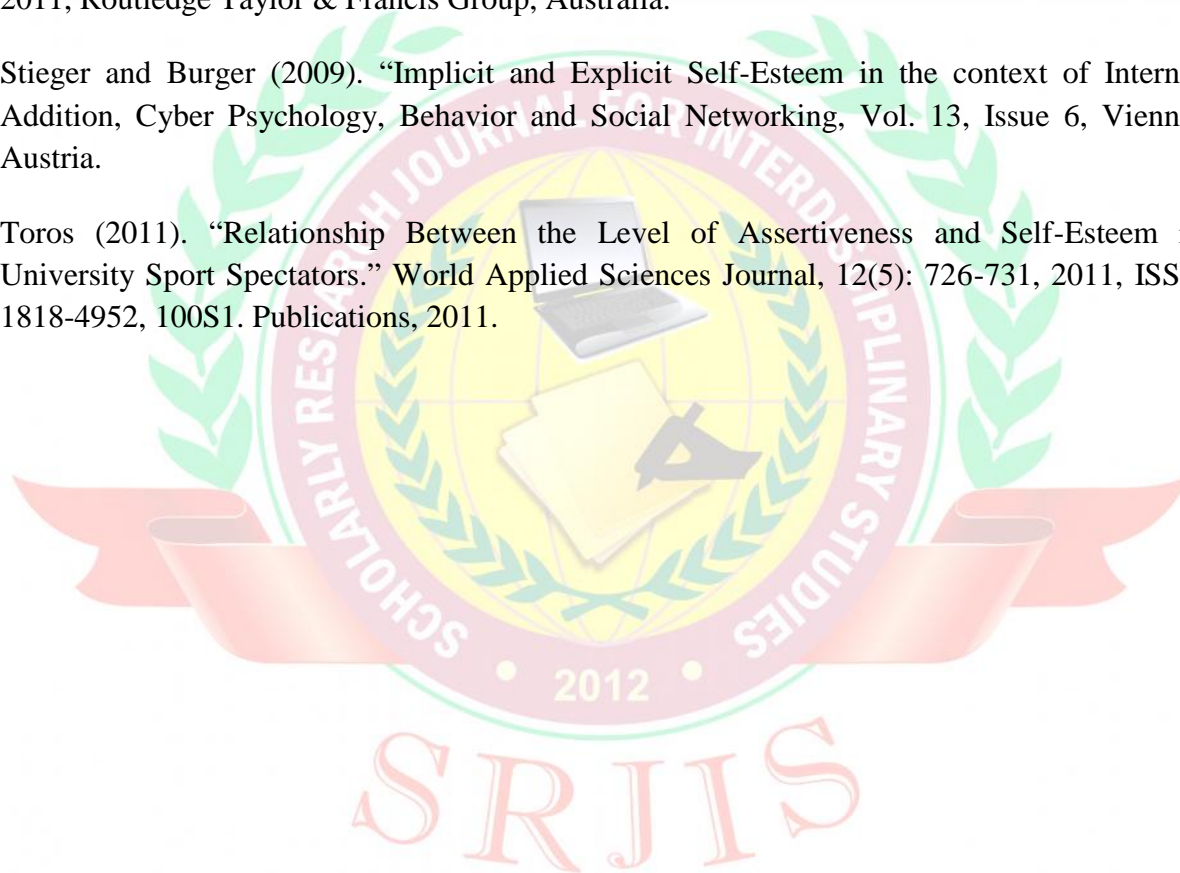 2011, Routledge Taylor & Francis Group, Australia.
Stieger and Burger (2009). “Implicit and Explicit Self-Esteem in the context of Intern
Addition, Cyber Psychology, Behavior and Social Networking, Vol. 13, Issue 6, Vienn
Austria.
Toros (2011). “Relationship Between the Level of Assertiveness and Self-Esteem
University Sport Spectators.” World Applied Sciences Journal, 12(5): 726-731, 2011, ISS
1818-4952, 100S1. Publications, 2011.
SCHOLARLY RESEARCH JOURNAL FOR INTERDISCIPLINARY STUDIES
• 2012 •
SRJIS